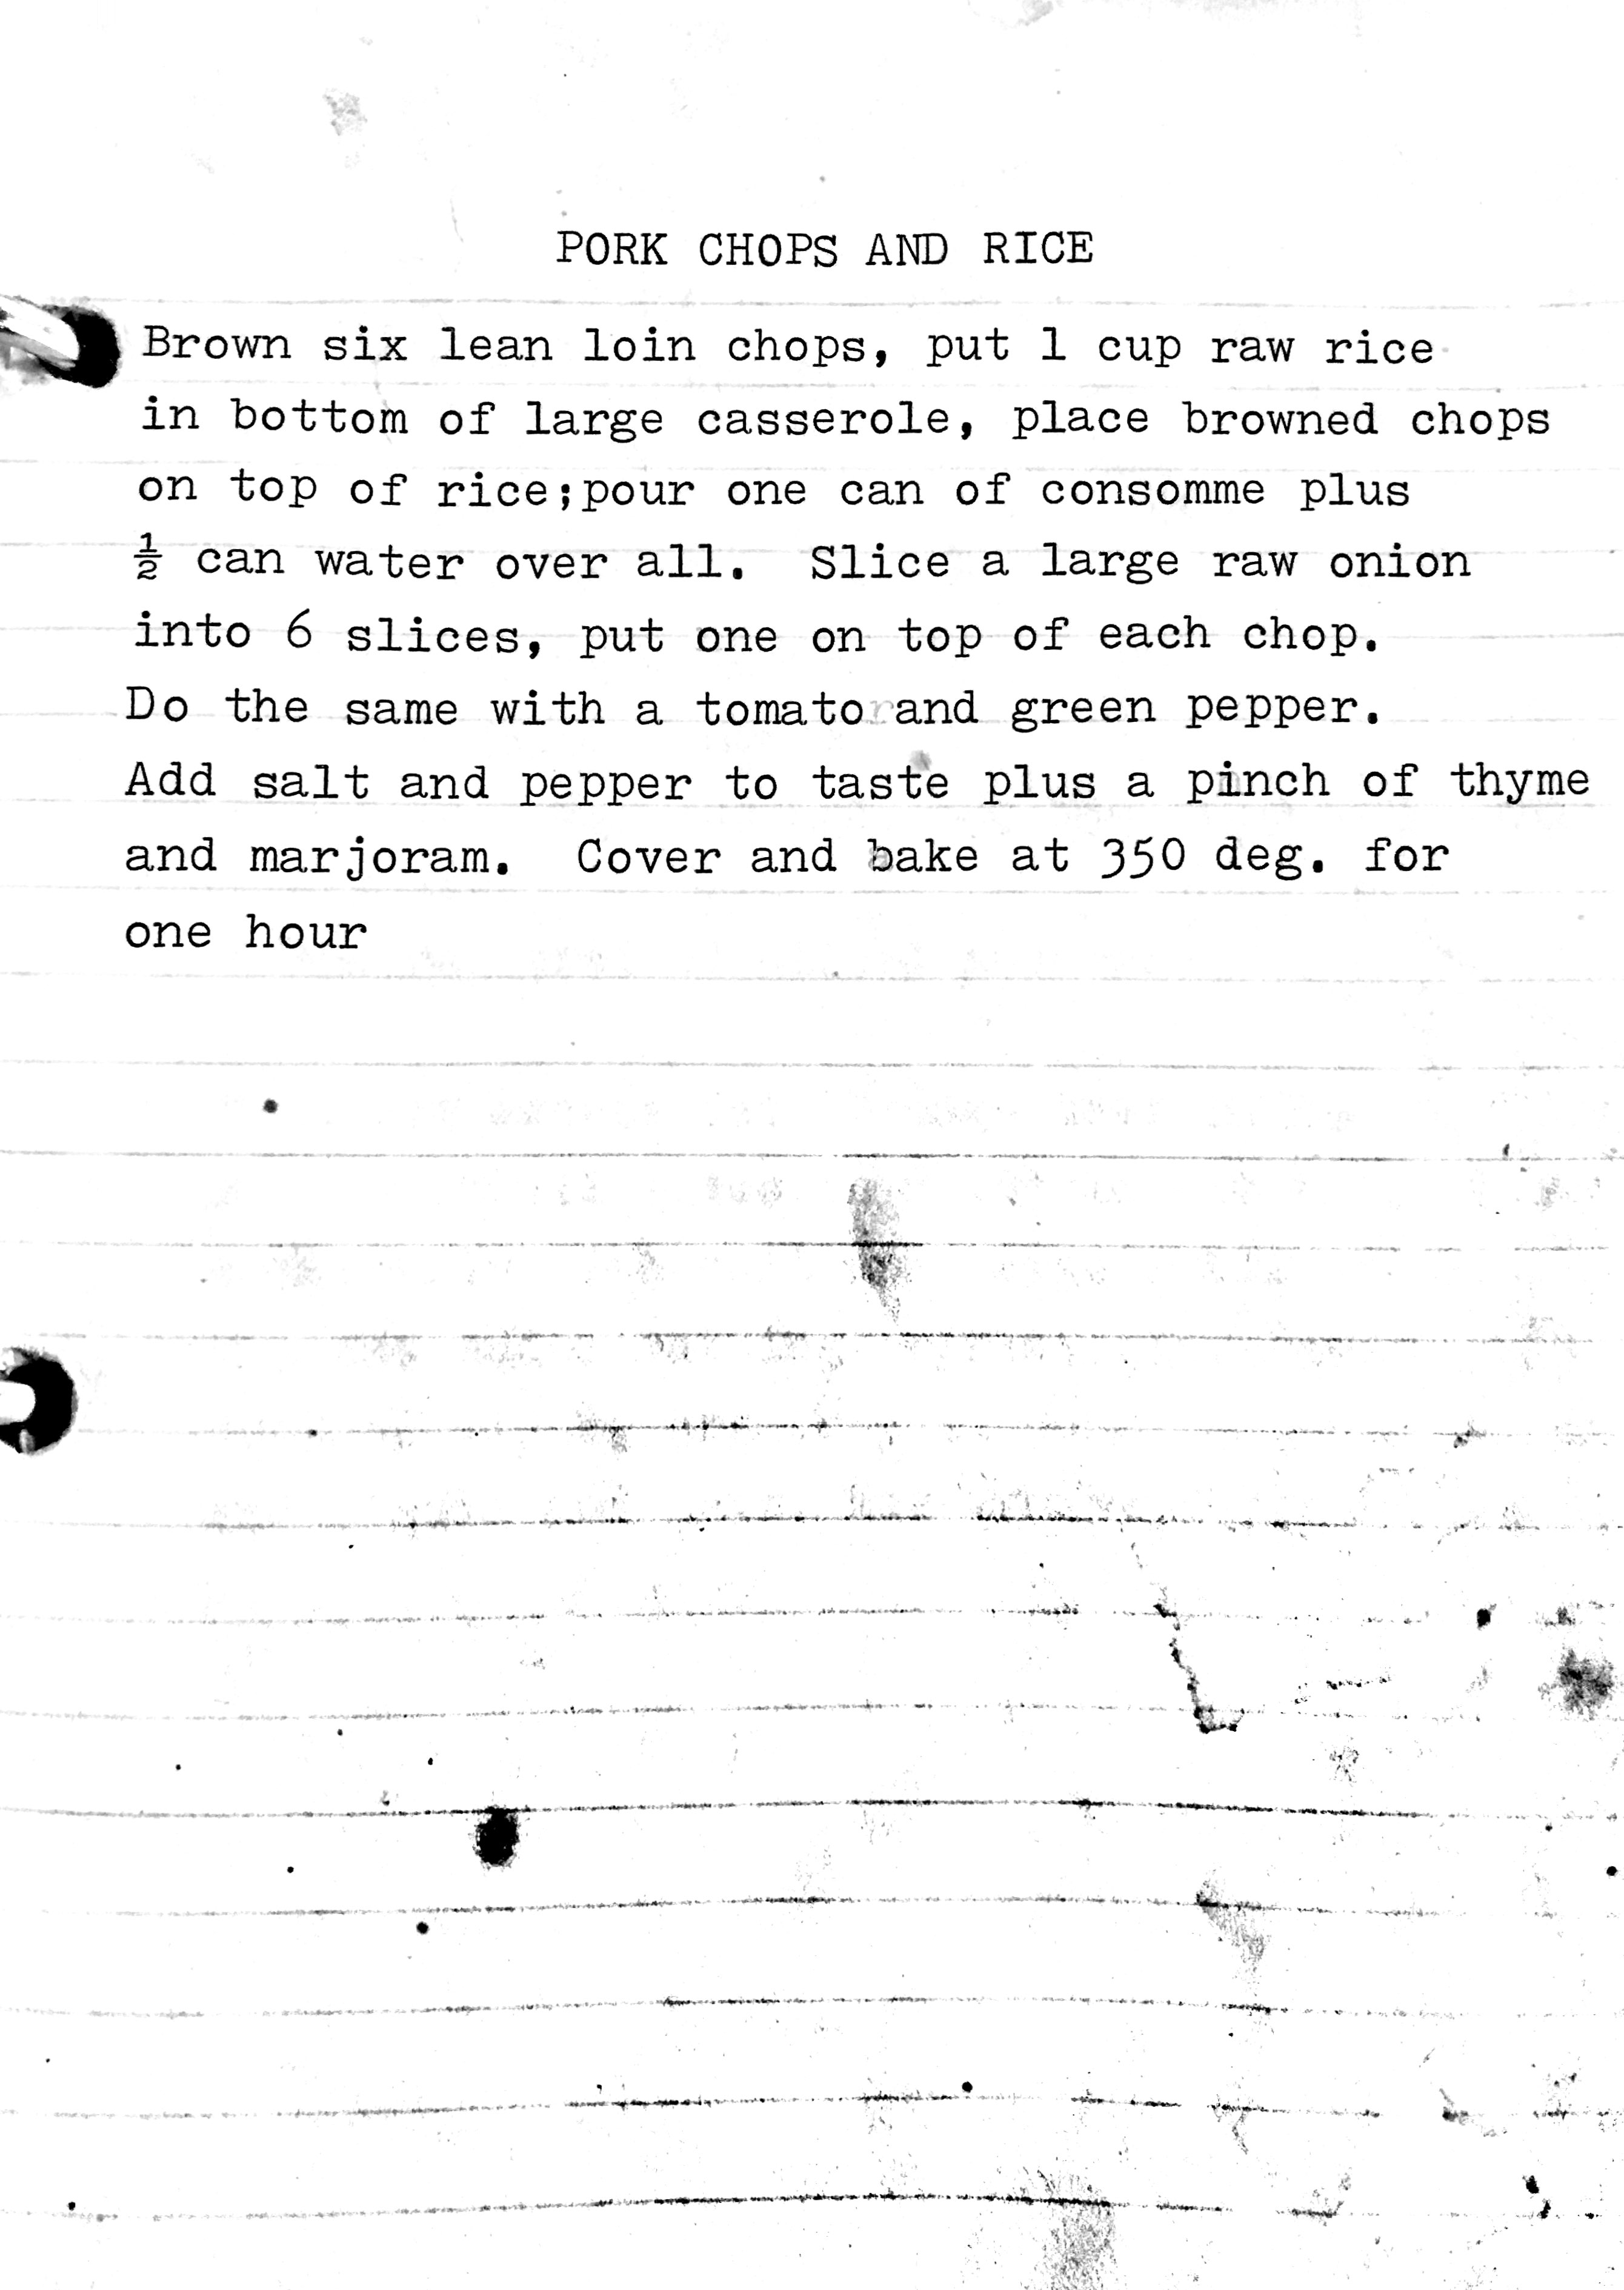 PORK CHOPS AND RICE
Brown six lean loin chops, put 1 cup raw rice
in bottom of large casserole, place browned chops
on top of rice;pour one can of consomme plus
½ can water over all.  Slice a large raw onion
into 6 slices, put one on top of each chop.
Do the same with a tomato and green pepper.
Add salt and pepper to taste plus a pinch of thyme
and marjoram.  Cover and bake at 350 deg. for
one hour